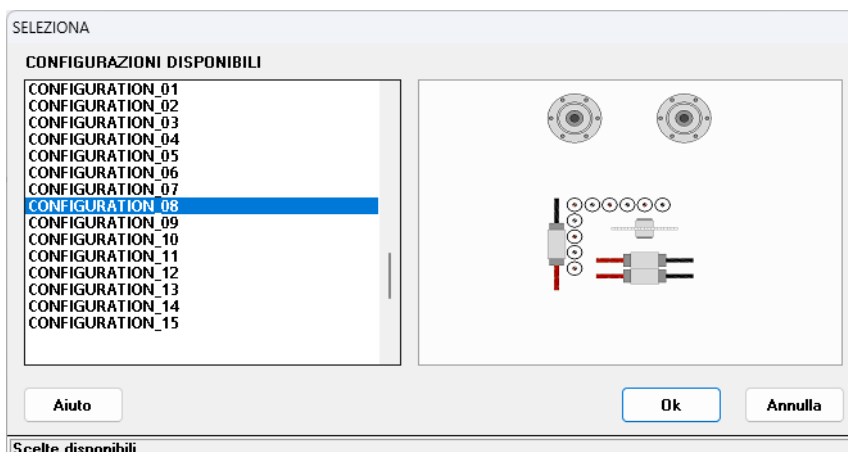 SELEZIONA
CONFIGURAZIONI DISPONIBILI
CONFIGURATION_01
CONFIGURATION_02
CONFIGURATION_03
CONFIGURATION_04
CONFIGURATION_05
CONFIGURATION_06
CONFIGURATION_07
CONFIGURATION_08
CONFIGURATION_09
CONFIGURATION_10
CONFIGURATION_11
CONFIGURATION_12
CONFIGURATION_13
CONFIGURATION_14
CONFIGURATION_15
Aiuto
Ok
Annulla
Scelte disponibili